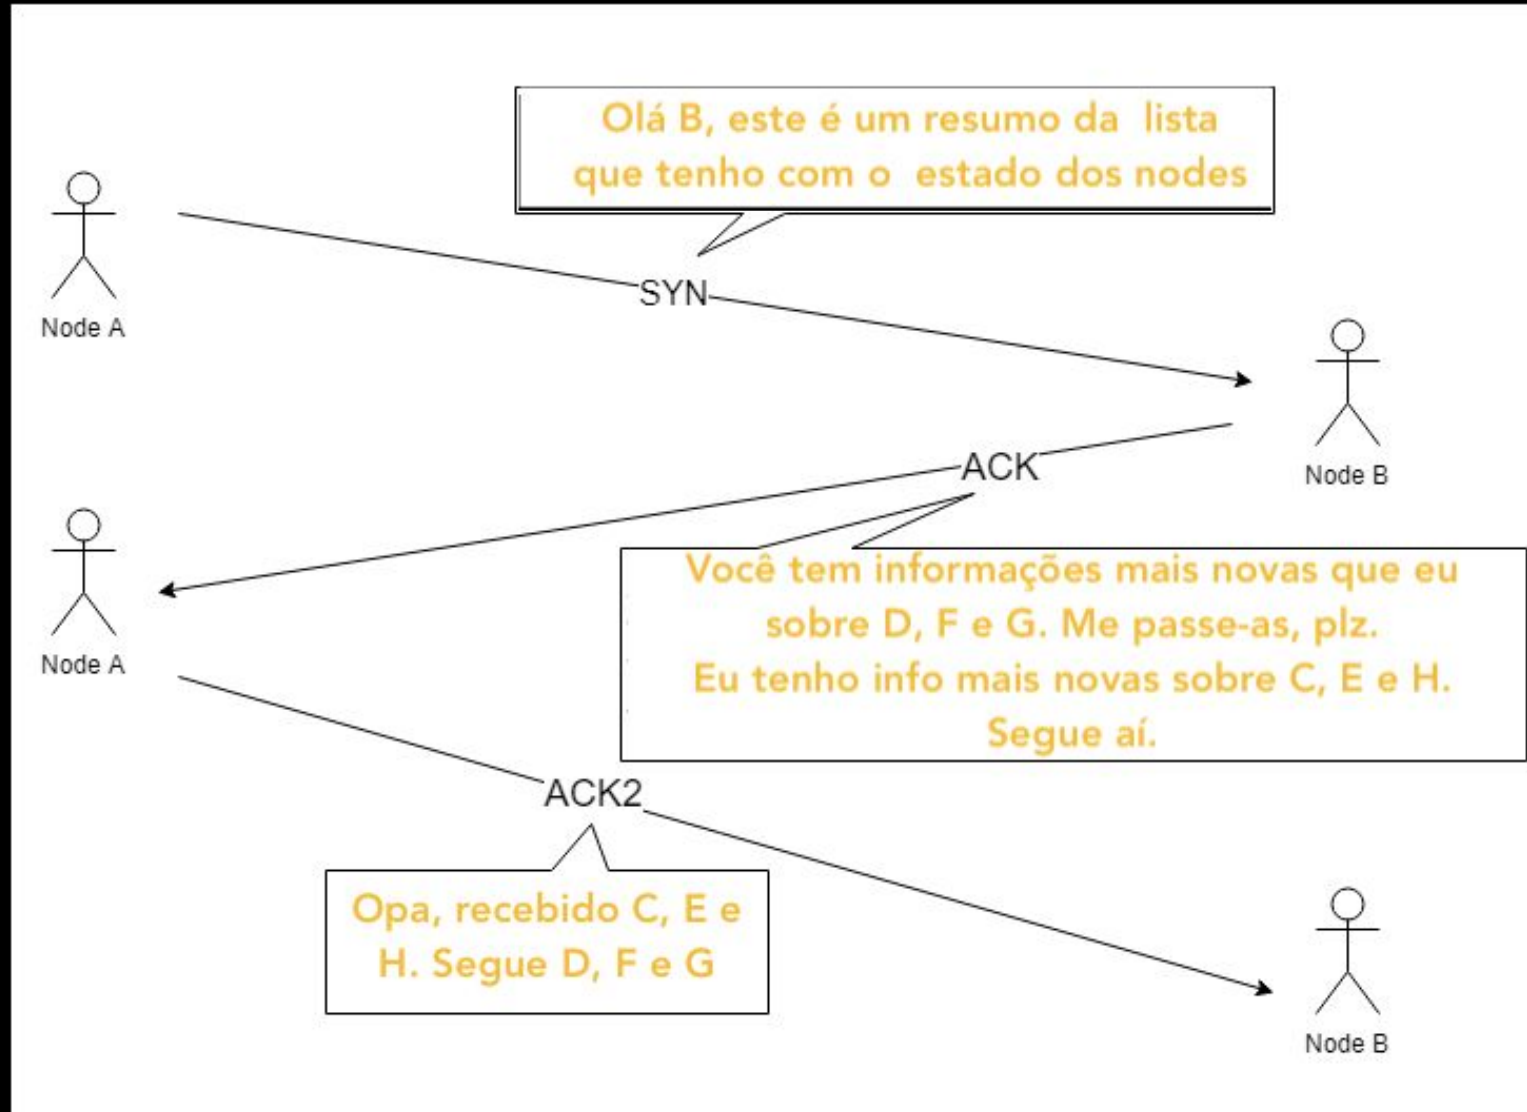 Olá B, este é um resumo da lista
que tenho com o estado dos nodes
Node A
SYN
Node B
ACK
Você tem informações mais novas que eu
sobre D, F e G. Me passe-as, plz.
Eu tenho info mais novas sobre C, E e H.
Segue aí.
Node A
ACK2
Opa, recebido C, E e
H. Segue D, F e G
Node B